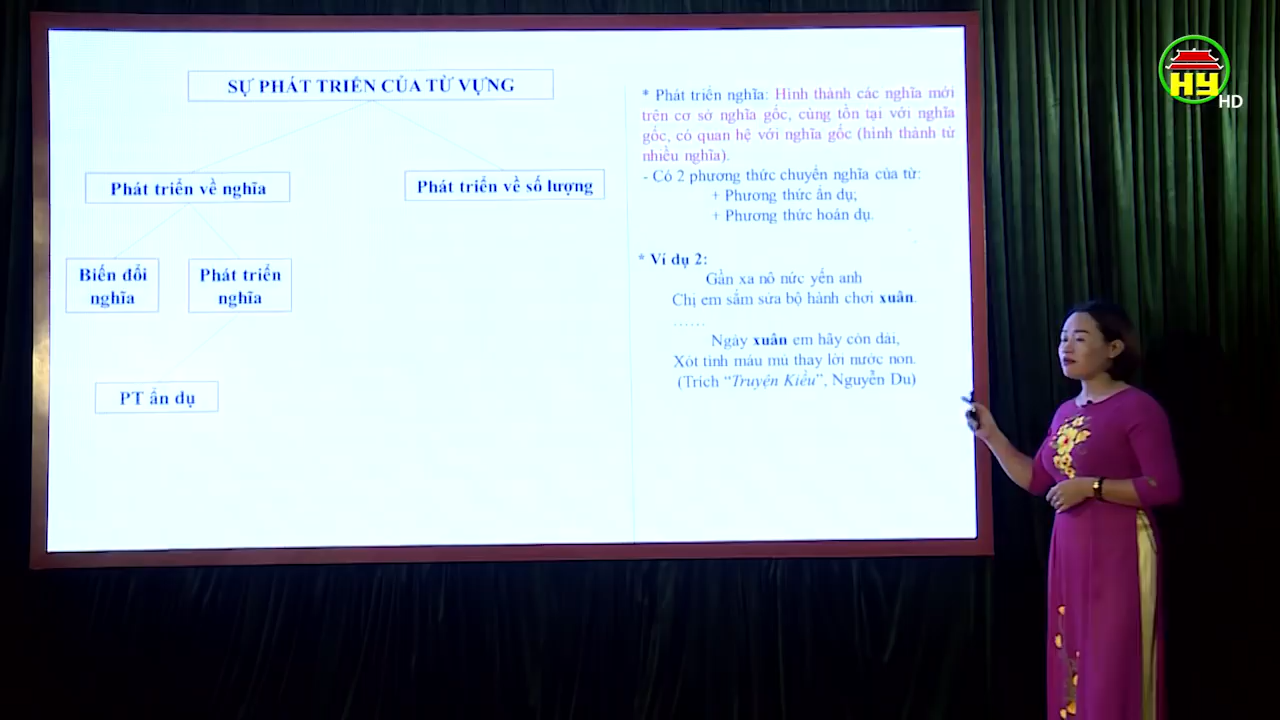 SỰ PHÁT TRIỂN CỦA TỪ VỰNG
Phát triển về nghĩa
Phát triển về số lượng
Biến đổi
nghĩa
Phát triển
nghĩa
PT ẩn dụ
* Phát triển nghĩa: Hình thành các nghĩa mới
trên cơ sở nghĩa gốc, cùng tồn tại với nghĩa
gốc, có quan hệ với nghĩa gốc (hình thành từ
nhiều nghĩa).
- Có 2 phương thức chuyển nghĩa của từ:
+ Phương thức ẩn dụ;
+ Phương thức hoán dụ.
* Ví dụ 2:
Gần xa nô nức yến anh
Chị em sắm sửa bộ hành chơi xuân.
......
Ngày xuân em hãy còn dài,
Xót tình máu mủ thay lời nước non.
(Trích “Truyện Kiều”, Nguyễn Du)
HY
HD